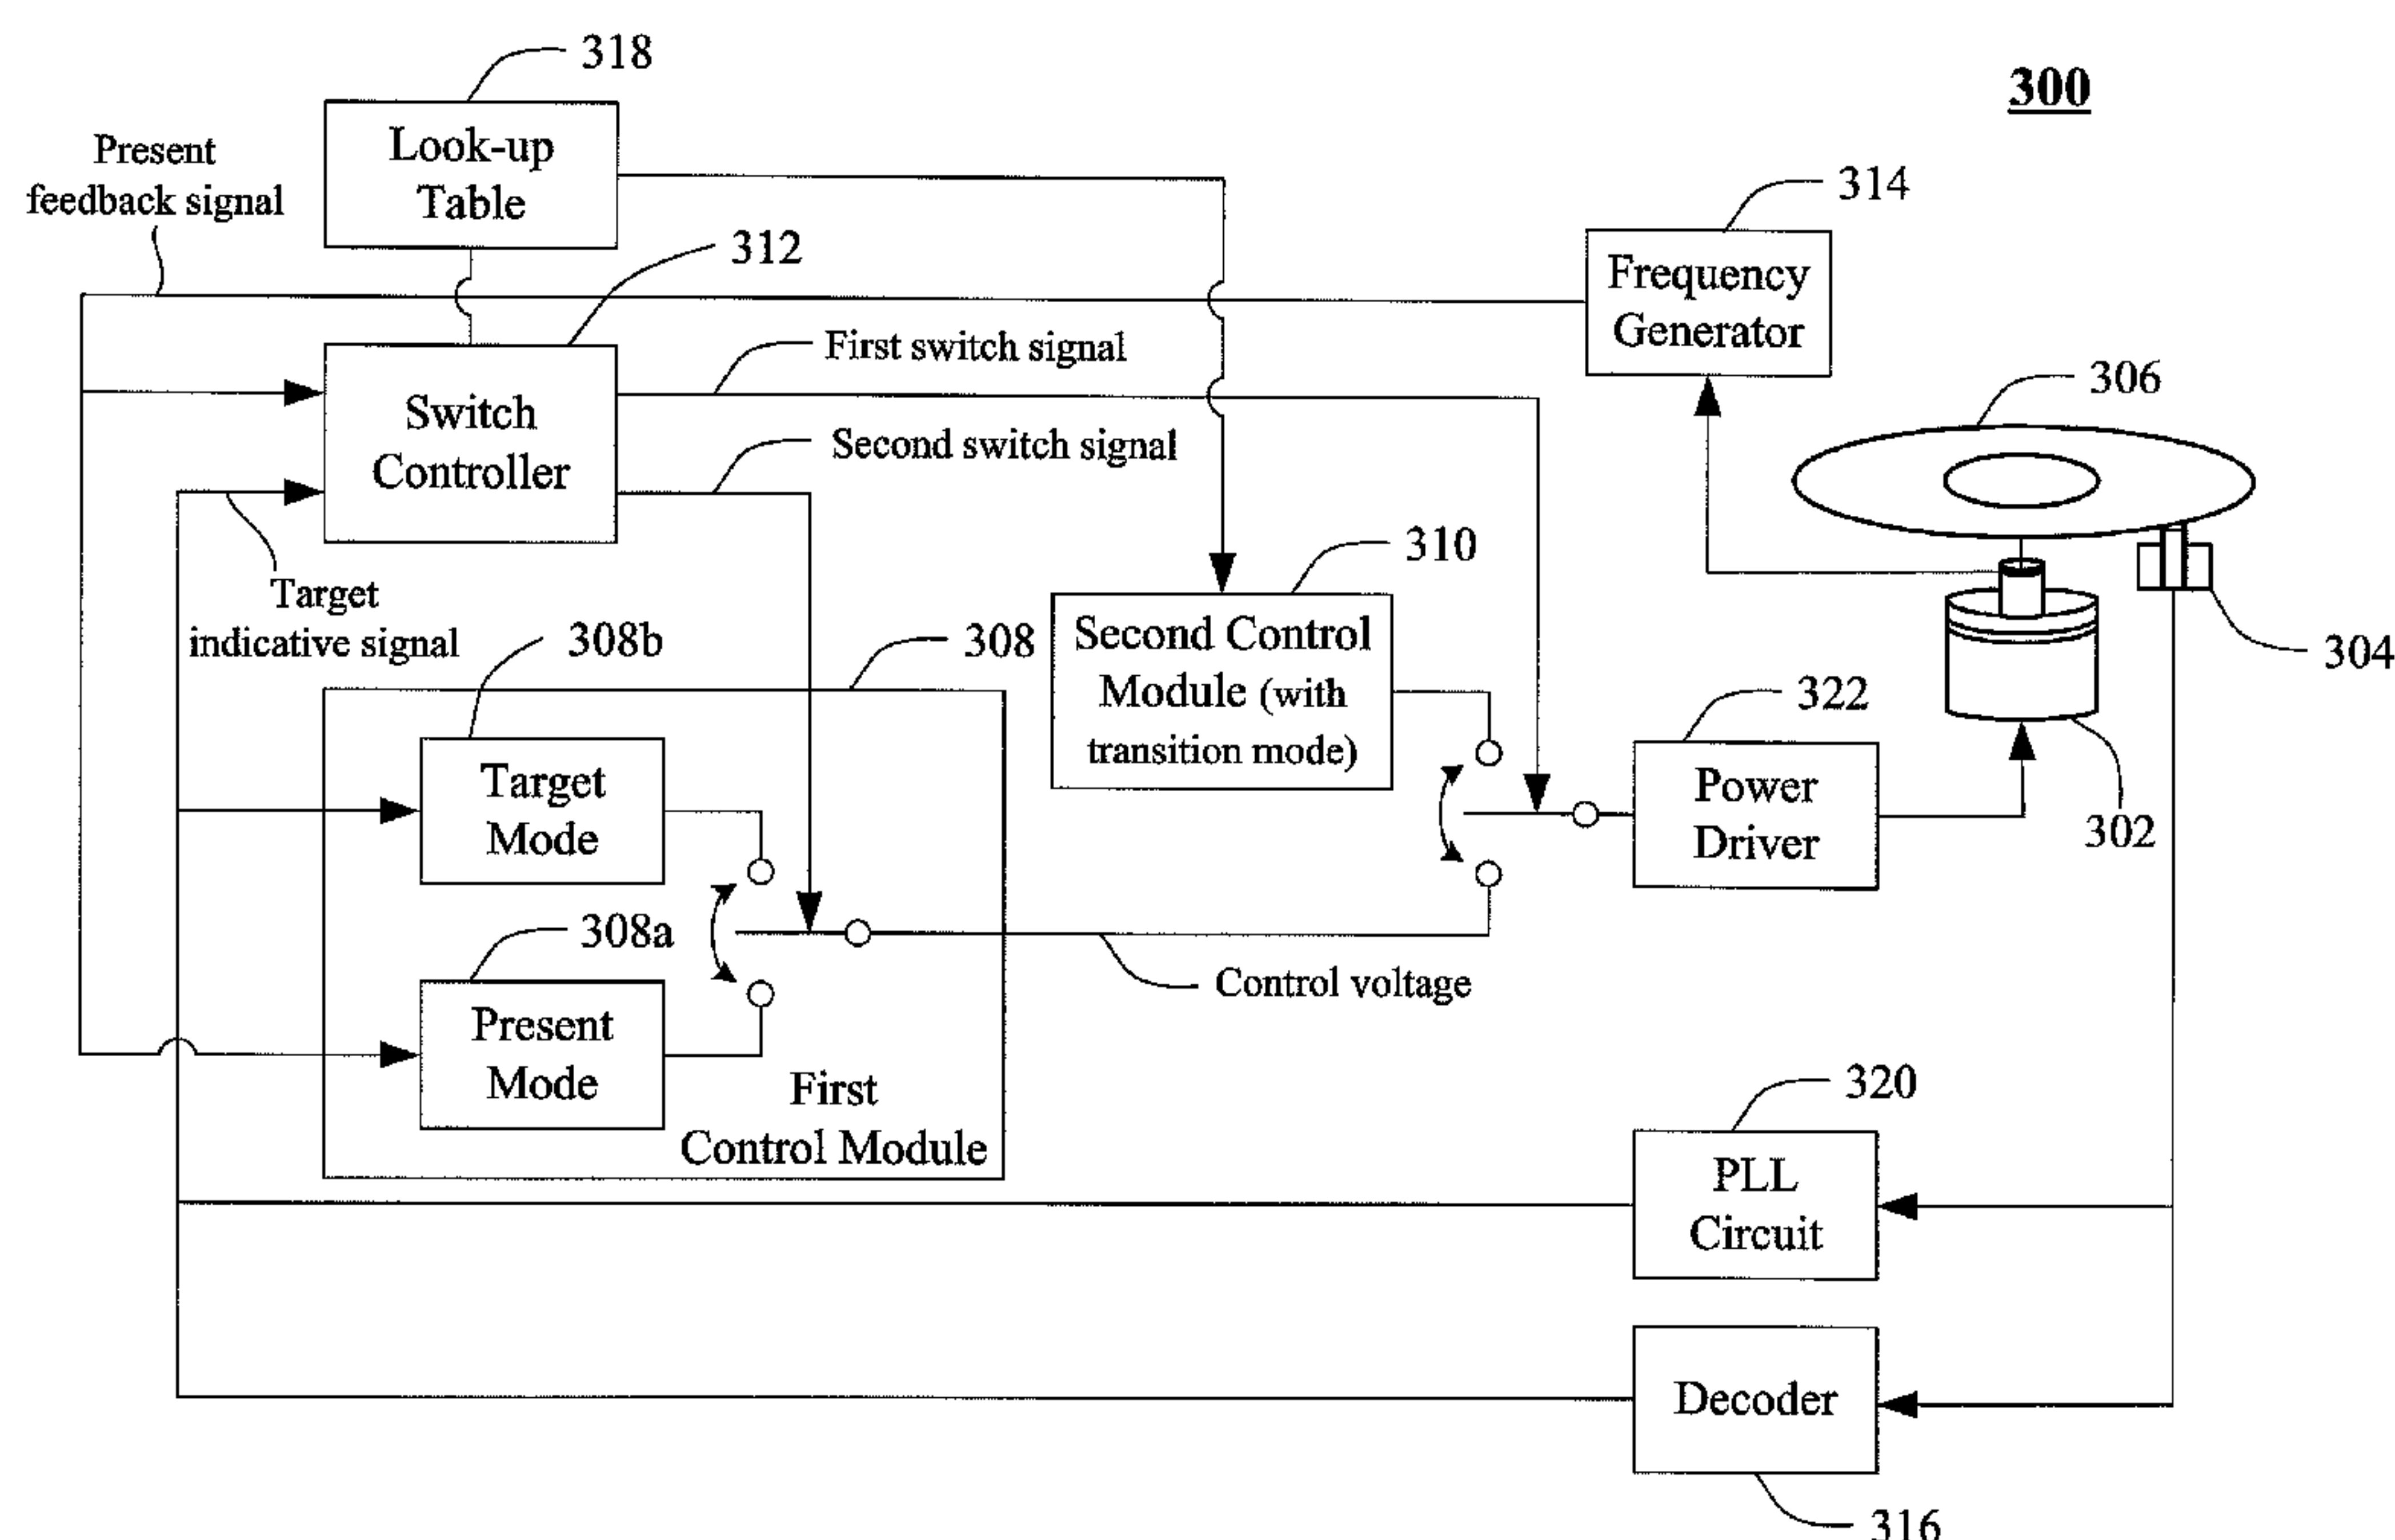 318
300
Look-up
Table
Present
feedback signal
314
Frequency
Generator
312
First switch signal
306
Switch
Controller
Second switch signal
310
Target
indicative signal
308b
308
Second Control
Module (with
transition mode)
304
322
Target
Mode
Power
Driver
302
308a
Control voltage
Present
Mode
First
Control Module
320
PLL
Circuit
Decoder
316